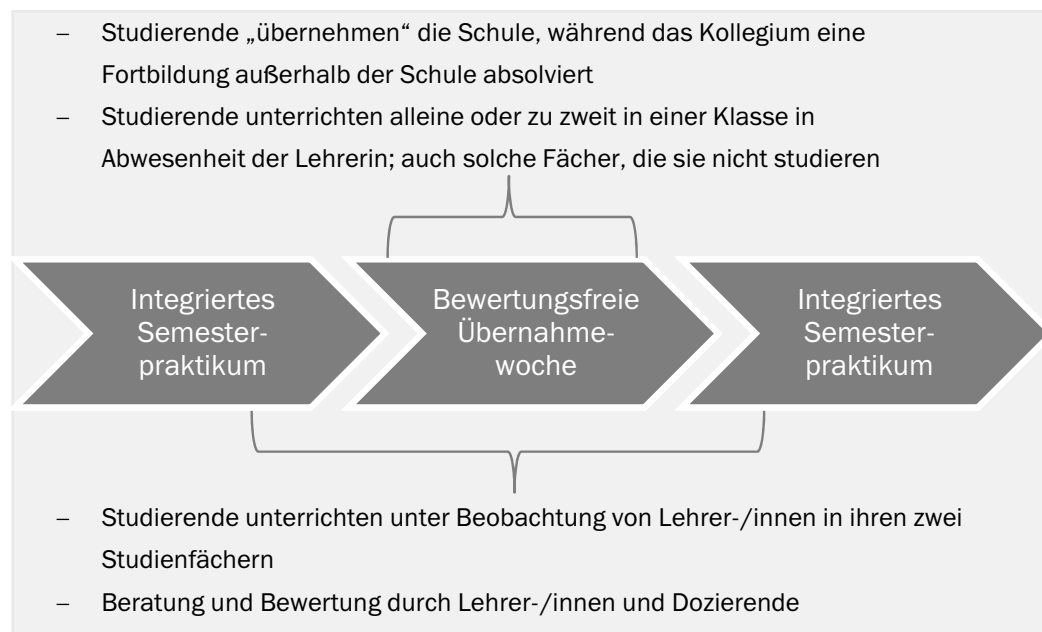 – Studierende „übernehmen“ die Schule, während das Kollegium eine
Fortbildung außerhalb der Schule absolviert
– Studierende unterrichten alleine oder zu zweit in einer Klasse in
Abwesenheit der Lehrerin; auch solche Fächer, die sie nicht studieren
Integriertes
Semester-
praktikum
Bewertungsfreie
Übernahme-
woche
Integriertes
Semester-
praktikum
– Studierende unterrichten unter Beobachtung von Lehrer-/innen in ihren zwei
Studienfächern
– Beratung und Bewertung durch Lehrer-/innen und Dozierende